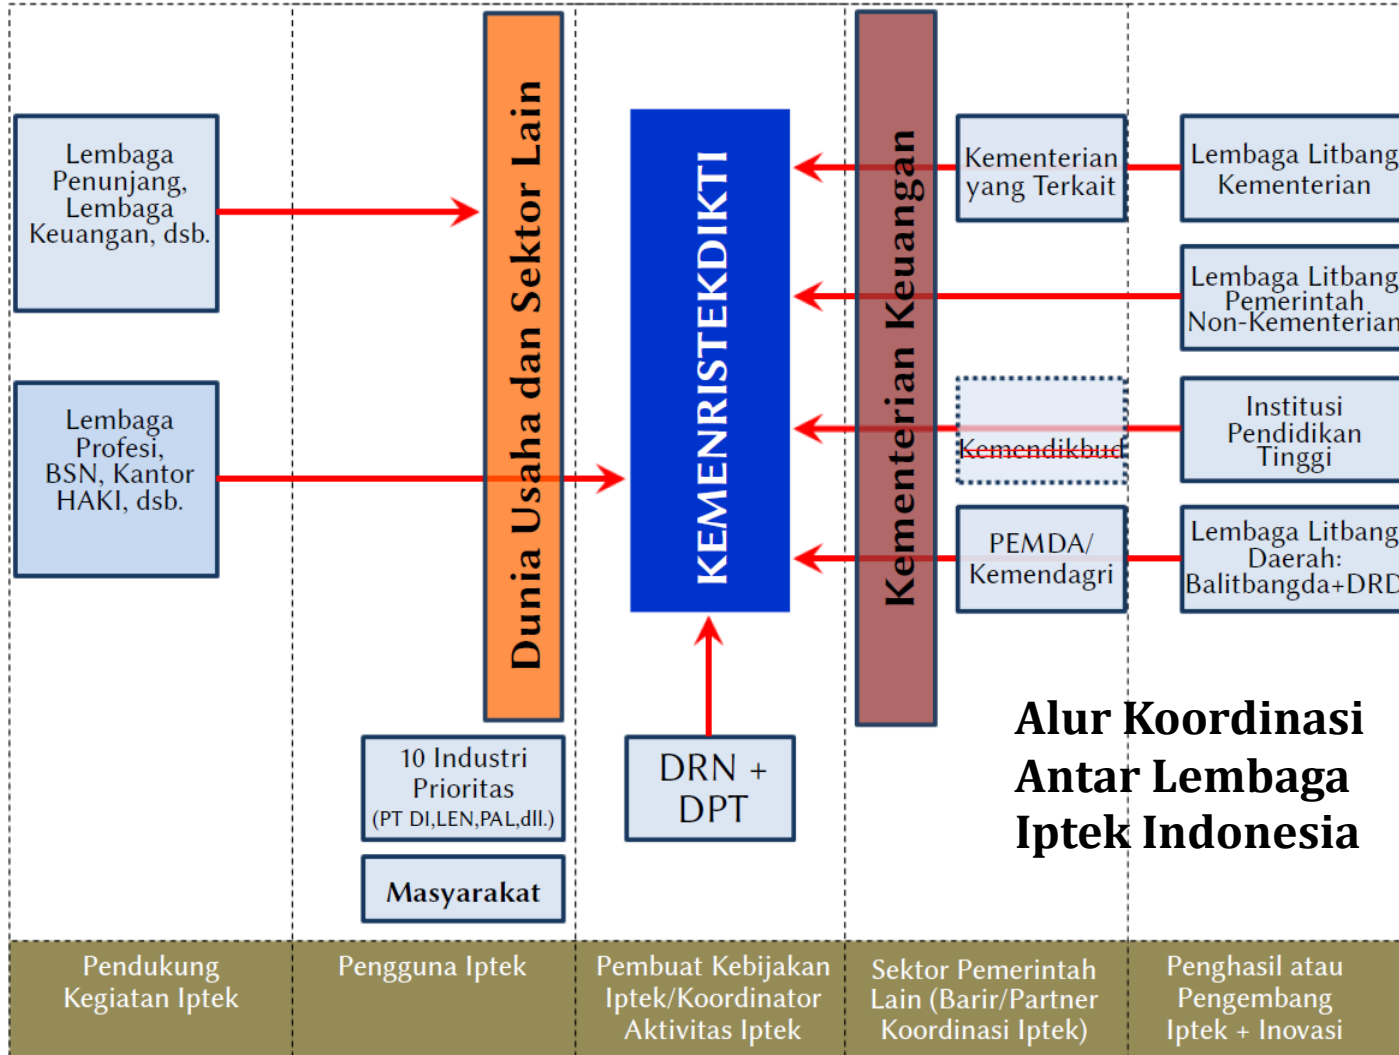 Lembaga
Penunjang,
Lembaga
Keuangan, dsb.
Lembaga
Profesi,
BSN, Kantor
HAKI, dsb.
Dunia Usaha dan Sektor Lain
10 Industri
Prioritas
(PT DI,LEN,PAL,dll.)
Masyarakat
KEMENRISTEKDIKTI
DRN +
DPT
Kementerian Keuangan
Kementerian
yang Terkait
Kemendikbud
PEMDA/
Kemendagri
Lembaga Litbang
Kementerian
Lembaga Litbang
Pemerintah
Non-Kementerian
Institusi
Pendidikan
Tinggi
Lembaga Litbang
Daerah:
Balitbangda+DRD
Alur Koordinasi
Antar Lembaga
Iptek Indonesia
Pendukung
Kegiatan Iptek
Pengguna Iptek
Pembuat Kebijakan
Iptek/Koordinator
Aktivitas Iptek
Sektor Pemerintah
Lain (Barir/Partner
Koordinasi Iptek)
Penghasil atau
Pengembang
Iptek + Inovasi